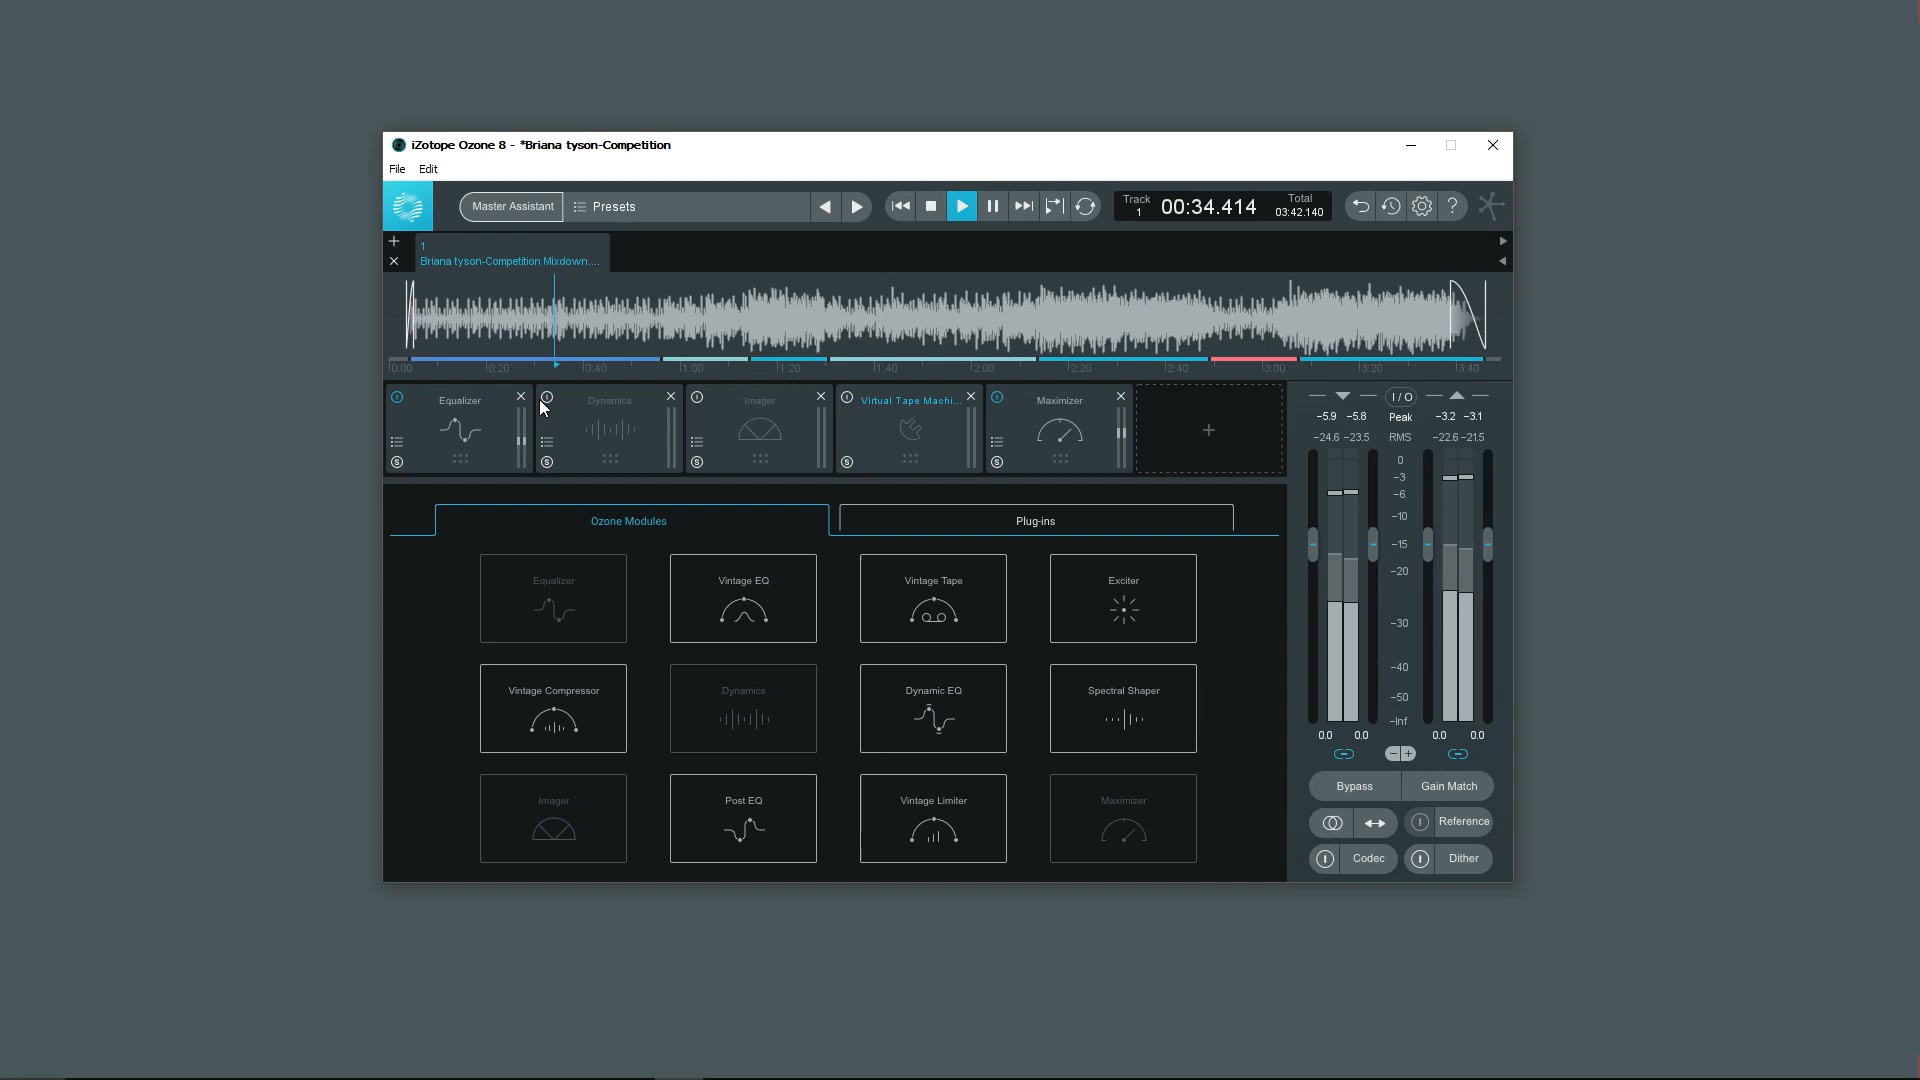 iZotope Ozone 8 - *Briana tyson-Competition
File Edit
Master Assistant Presets Track 1 00:34.414 Total 03:42.140 ?
1
Briana tyson-Competition Mixdown....
0:00 0:20 0:40 1:00 1:20 1:40 2:00 2:20 2:40 3:00 3:20 3:40
Equalizer Dynamics Imager Virtual Tape Machi... Maximizer +
S S S S S
I / O
-5.9 -5.8 Peak -3.2 -3.1
-24.6 -23.5 RMS -22.6 -21.5
0
-3
-6
-10
-15
-20
-30
-40
-50
-Inf
0.0 0.0 0.0 0.0
Ozone Modules Plug-ins
Equalizer Vintage EQ Vintage Tape Exciter
Vintage Compressor Dynamics Dynamic EQ Spectral Shaper
Imager Post EQ Vintage Limiter Maximizer
Bypass Gain Match
Reference
Codec Dither